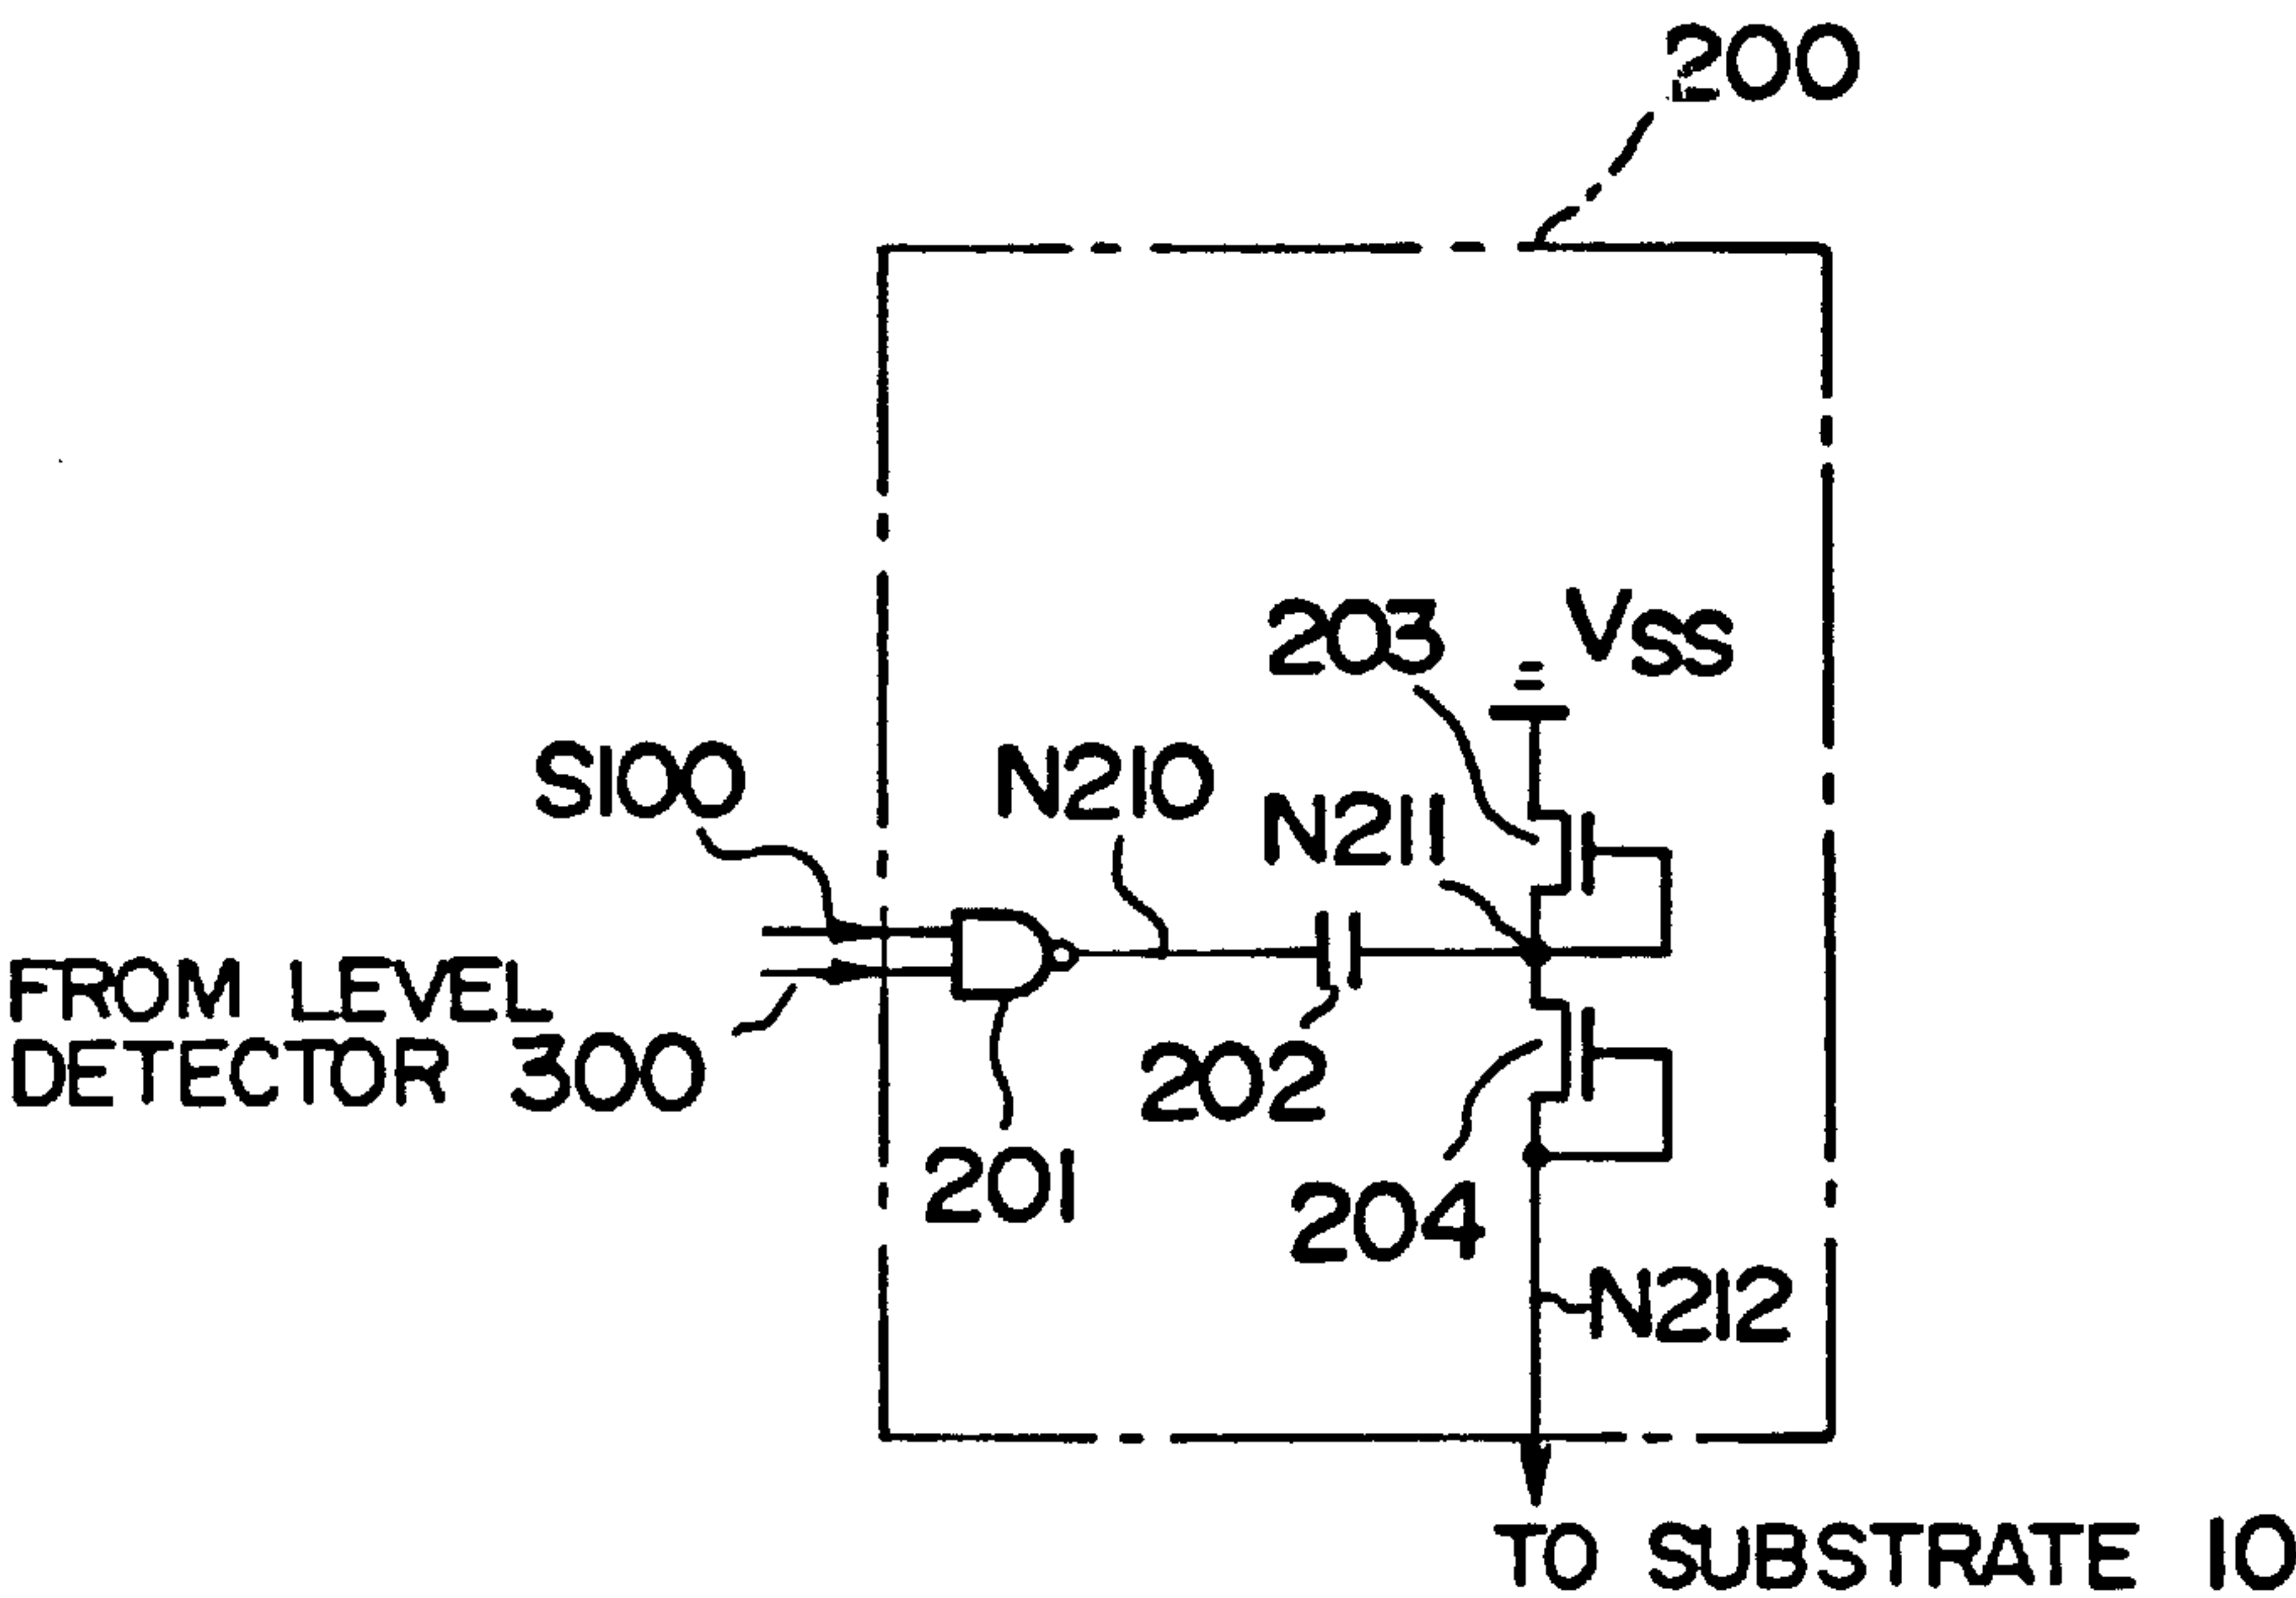 200
203 VSS
S100 N210 N211
FROM LEVEL
DETECTOR 300
202
201
204
N212
TO SUBSTRATE 10